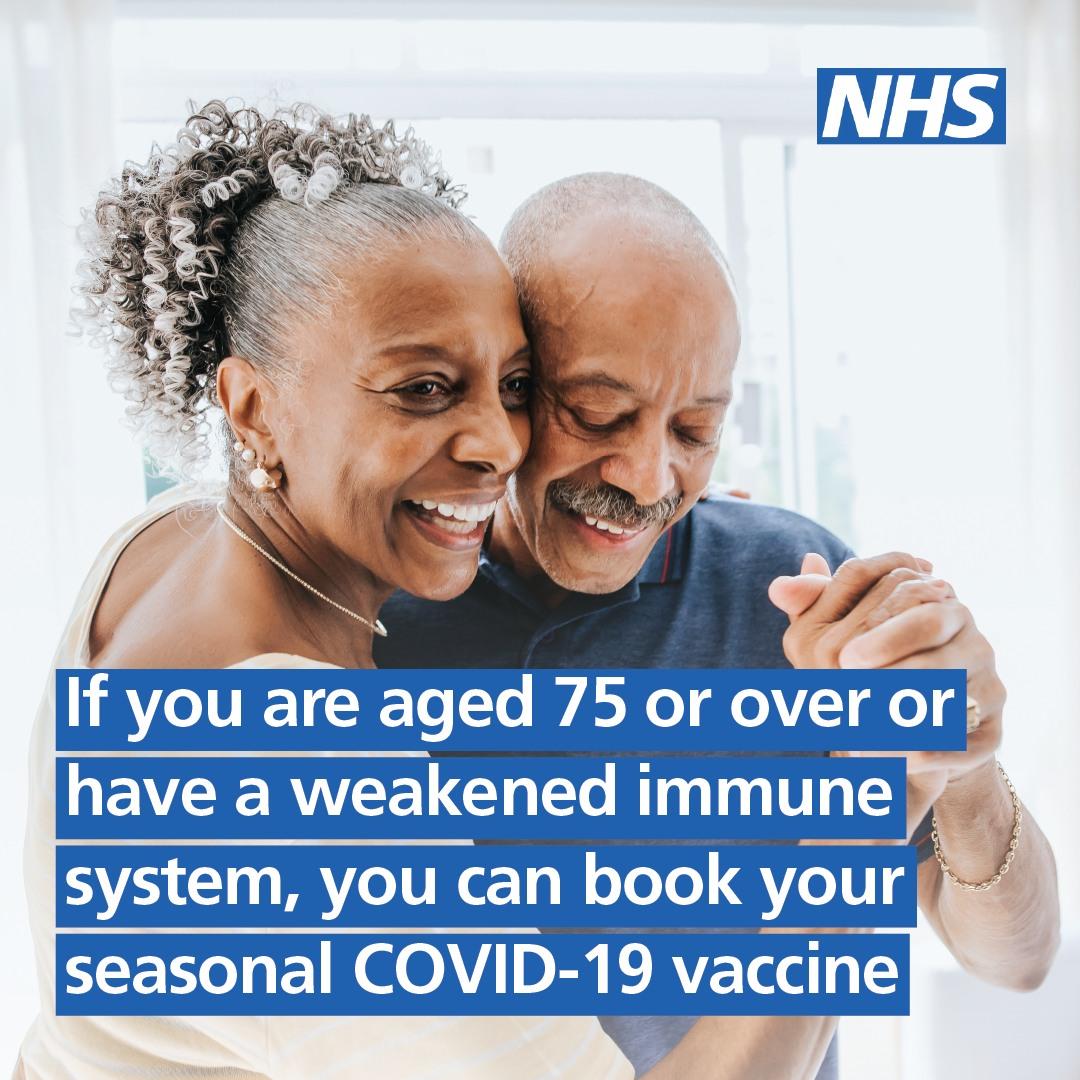 NHS
If you are aged 75 or over or
have a weakened immune
system, you can book your
seasonal COVID-19 vaccine